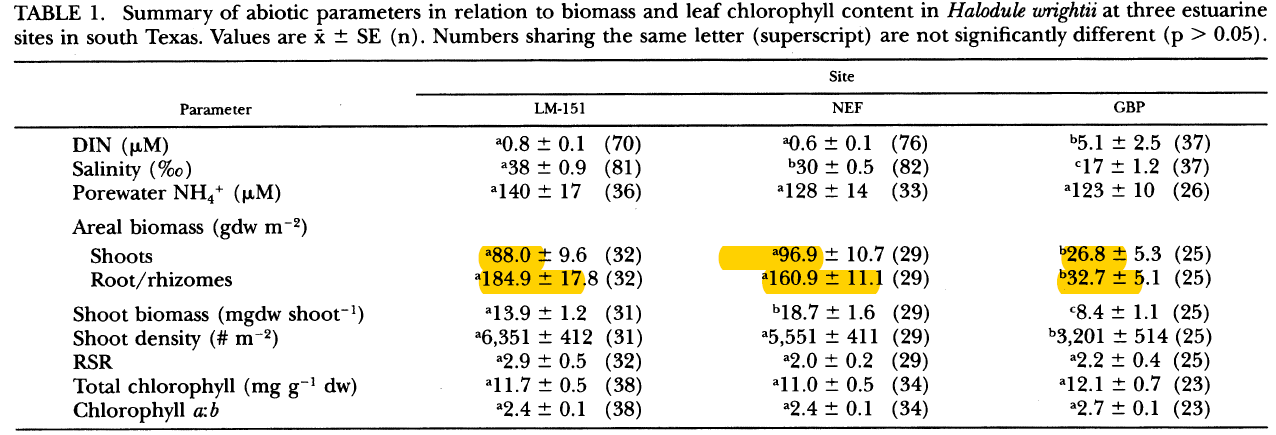 TABLE 1. Summary of abiotic parameters in relation to biomass and leaf chlorophyll content in Halodule wrightii at three estuarine
sites in south Texas. Values are x̄ ± SE (n). Numbers sharing the same letter (superscript) are not significantly different (p > 0.05).
Site
Parameter LM-151 NEF GBP
DIN (μM) ᵃ0.8 ± 0.1 (70) ᵃ0.6 ± 0.1 (76) ᵇ5.1 ± 2.5 (37)
Salinity (‰) ᵃ38 ± 0.9 (81) ᵇ30 ± 0.5 (82) ᶜ17 ± 1.2 (37)
Porewater NH₄⁺ (μM) ᵃ140 ± 17 (36) ᵃ128 ± 14 (33) ᵃ123 ± 10 (26)
Areal biomass (gdw m⁻²)
Shoots ᵃ88.0 ± 9.6 (32) ᵃ96.9 ± 10.7 (29) ᵇ26.8 ± 5.3 (25)
Root/rhizomes ᵃ184.9 ± 17.8 (32) ᵃ160.9 ± 11.1 (29) ᵇ32.7 ± 5.1 (25)
Shoot biomass (mgdw shoot⁻¹) ᵃ13.9 ± 1.2 (31) ᵇ18.7 ± 1.6 (29) ᶜ8.4 ± 1.1 (25)
Shoot density (# m⁻²) ᵃ6,351 ± 412 (31) ᵃ5,551 ± 411 (29) ᵇ3,201 ± 514 (25)
RSR ᵃ2.9 ± 0.5 (32) ᵃ2.0 ± 0.2 (29) ᵃ2.2 ± 0.4 (25)
Total chlorophyll (mg g⁻¹ dw) ᵃ11.7 ± 0.5 (38) ᵃ11.0 ± 0.5 (34) ᵃ12.1 ± 0.7 (23)
Chlorophyll a:b ᵃ2.4 ± 0.1 (38) ᵃ2.4 ± 0.1 (34) ᵃ2.7 ± 0.1 (23)